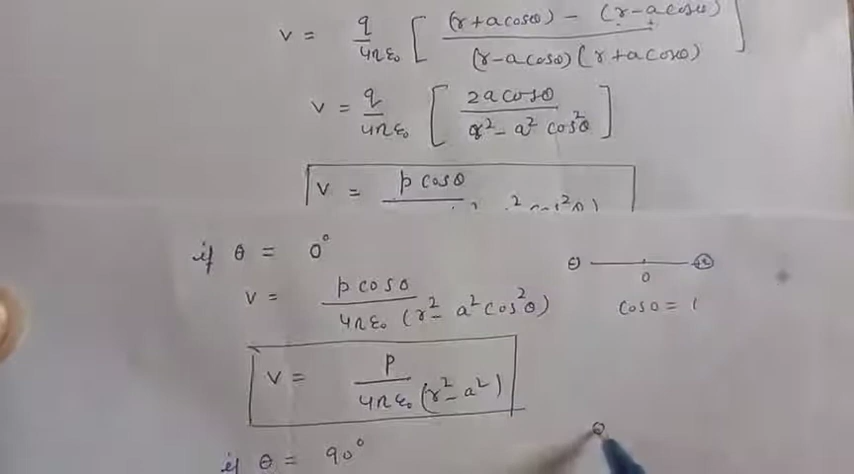 V = q/4πε₀ [ (r+a cosθ) − (r−a cosθ) / (r−a cosθ)(r+a cosθ) ]
V = q/4πε₀ [ 2a cosθ / r² − a² cos²θ ]
V = p cosθ
if θ = 0°
V = p cosθ / 4πε₀ (r² − a² cos²θ)
⊖ ⊕
0
cos0 = 1
V = p / 4πε₀ (r² − a²)
if θ = 90°